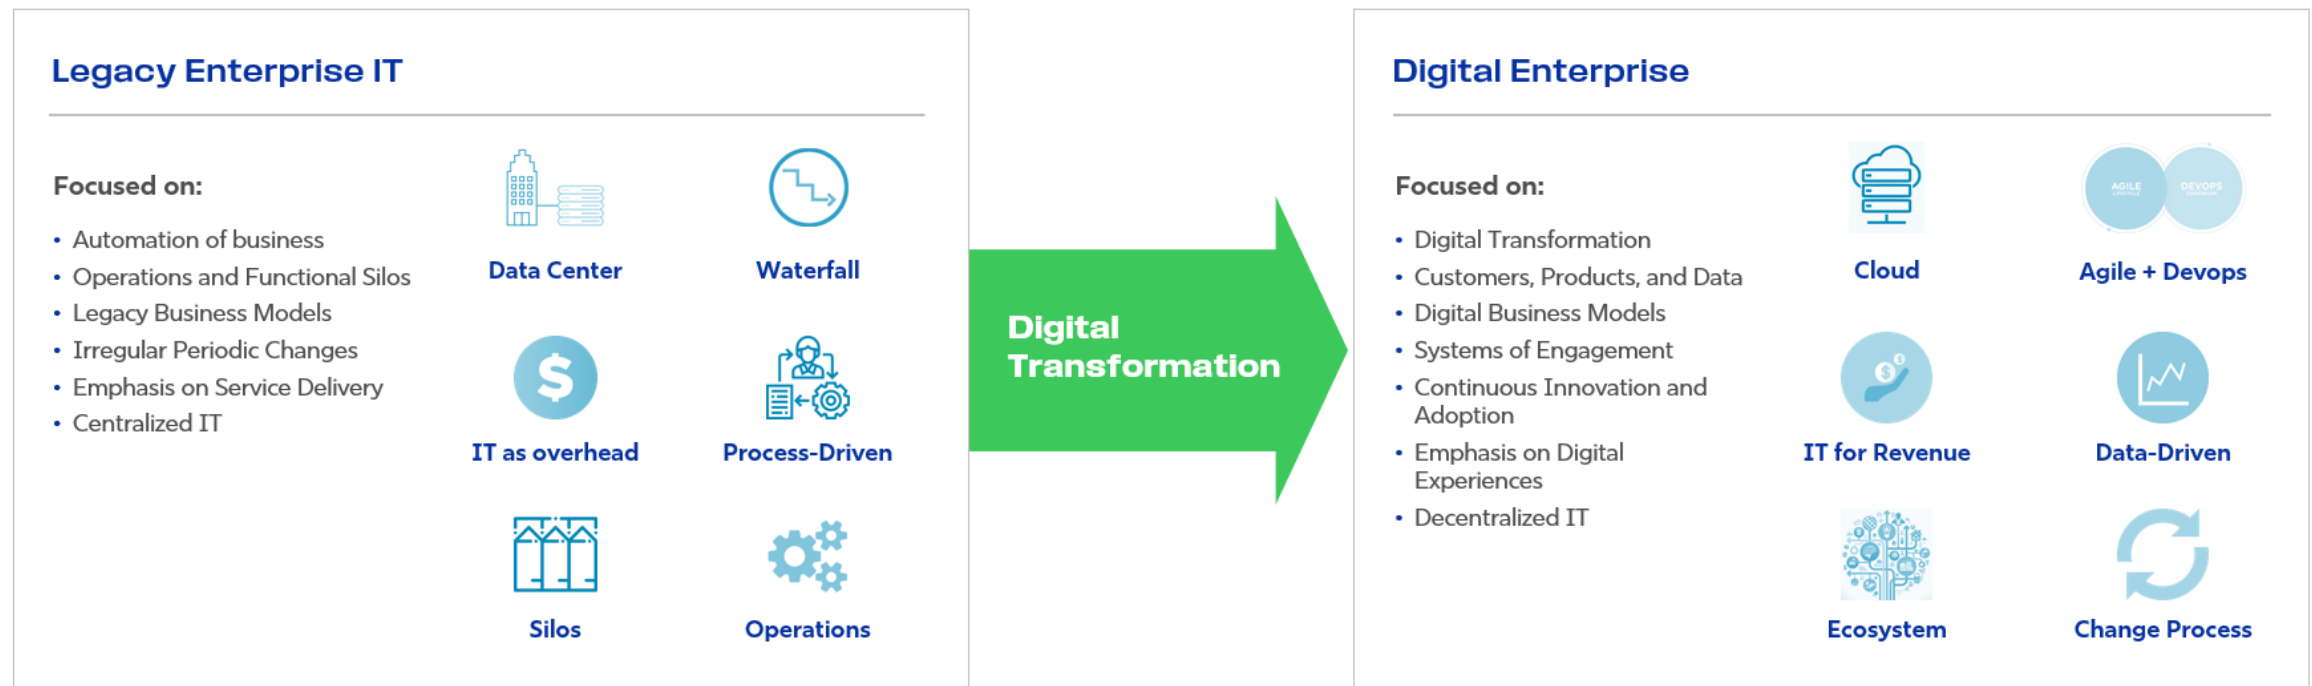 Legacy Enterprise IT
Focused on:
• Automation of business
• Operations and Functional Silos
• Legacy Business Models
• Irregular Periodic Changes
• Emphasis on Service Delivery
• Centralized IT
Data Center
Waterfall
$
IT as overhead
Process-Driven
Silos
Operations
Digital
Transformation
Digital Enterprise
Focused on:
• Digital Transformation
• Customers, Products, and Data
• Digital Business Models
• Systems of Engagement
• Continuous Innovation and
Adoption
• Emphasis on Digital
Experiences
• Decentralized IT
Cloud
AGILE
DEVOPS
Agile + Devops
$
$
IT for Revenue
Data-Driven
Ecosystem
Change Process